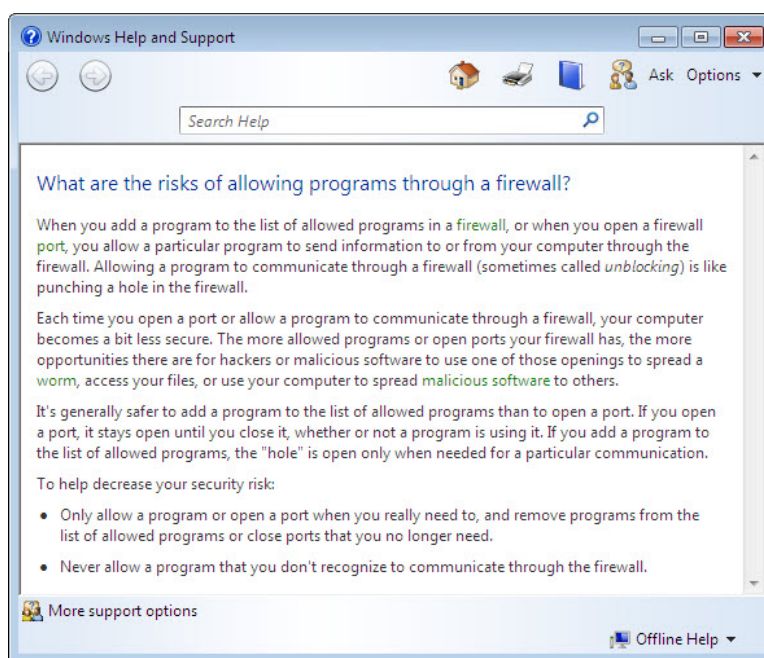 Windows Help and Support
Ask Options
Search Help
What are the risks of allowing programs through a firewall?
When you add a program to the list of allowed programs in a firewall, or when you open a firewall
port, you allow a particular program to send information to or from your computer through the
firewall. Allowing a program to communicate through a firewall (sometimes called unblocking) is like
punching a hole in the firewall.
Each time you open a port or allow a program to communicate through a firewall, your computer
becomes a bit less secure. The more allowed programs or open ports your firewall has, the more
opportunities there are for hackers or malicious software to use one of those openings to spread a
worm, access your files, or use your computer to spread malicious software to others.
It's generally safer to add a program to the list of allowed programs than to open a port. If you open
a port, it stays open until you close it, whether or not a program is using it. If you add a program to
the list of allowed programs, the "hole" is open only when needed for a particular communication.
To help decrease your security risk:
• Only allow a program or open a port when you really need to, and remove programs from the
list of allowed programs or close ports that you no longer need.
• Never allow a program that you don't recognize to communicate through the firewall.
More support options
Offline Help